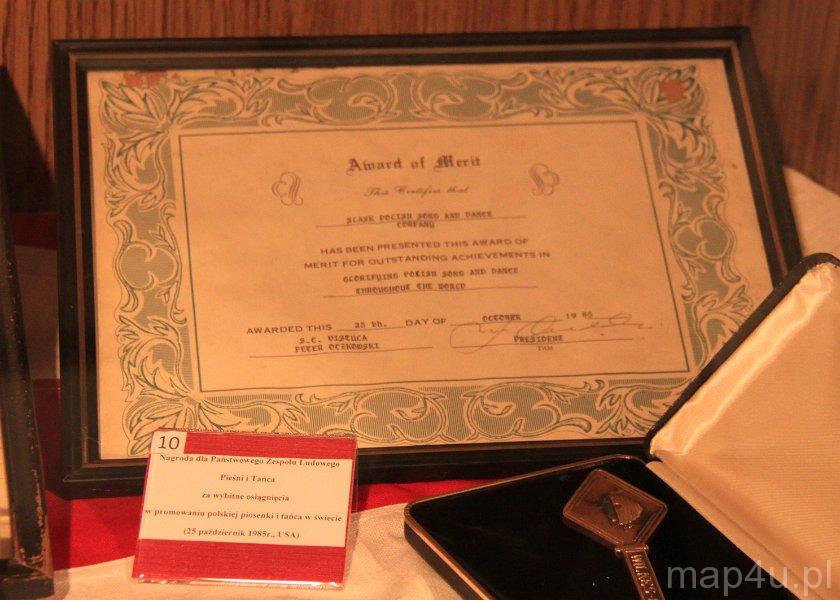 Award of Merit
This Certifies that
SLASK POLISH SONG AND DANCE
COMPANY
HAS BEEN PRESENTED THIS AWARD OF
MERIT FOR OUTSTANDING ACHIEVEMENTS IN
GLORIFYING POLISH SONG AND DANCE
THROUGHOUT THE WORLD
AWARDED THIS 25 th. DAY OF OCTOBER 1985
S.C. VISTULA PRESIDENT
PETER OCZKOWSKI Title
10
Nagroda dla Państwowego Zespołu Ludowego
Pieśni i Tańca
za wybitne osiągnięcia
w promowaniu polskiej piosenki i tańca w świecie
(25 październik 1985r., USA)
map4u.pl